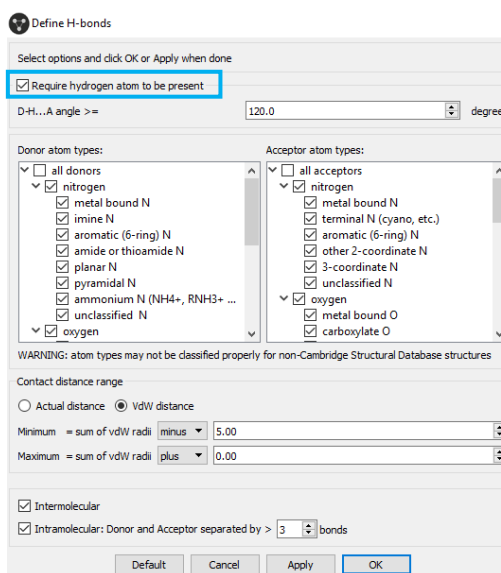 Define H-bonds
Select options and click OK or Apply when done
Require hydrogen atom to be present
D-H...A angle >= 120.0 degree
Donor atom types: Acceptor atom types:
all donors all acceptors
nitrogen nitrogen
metal bound N metal bound N
imine N terminal N (cyano, etc.)
aromatic (6-ring) N aromatic (6-ring) N
amide or thioamide N other 2-coordinate N
planar N 3-coordinate N
pyramidal N unclassified N
ammonium N (NH4+, RNH3+ ... oxygen
unclassified N metal bound O
oxygen carboxylate O
WARNING: atom types may not be classified properly for non-Cambridge Structural Database structures
Contact distance range
Actual distance VdW distance
Minimum = sum of vdW radii minus 5.00
Maximum = sum of vdW radii plus 0.00
Intermolecular
Intramolecular: Donor and Acceptor separated by > 3 bonds
Default Cancel Apply OK